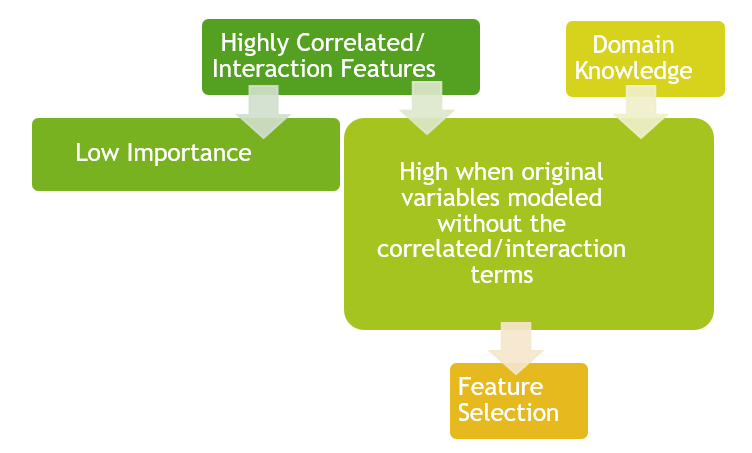 Highly Correlated/
Interaction Features
Domain
Knowledge
Low Importance
High when original
variables modeled
without the
correlated/interaction
terms
Feature
Selection